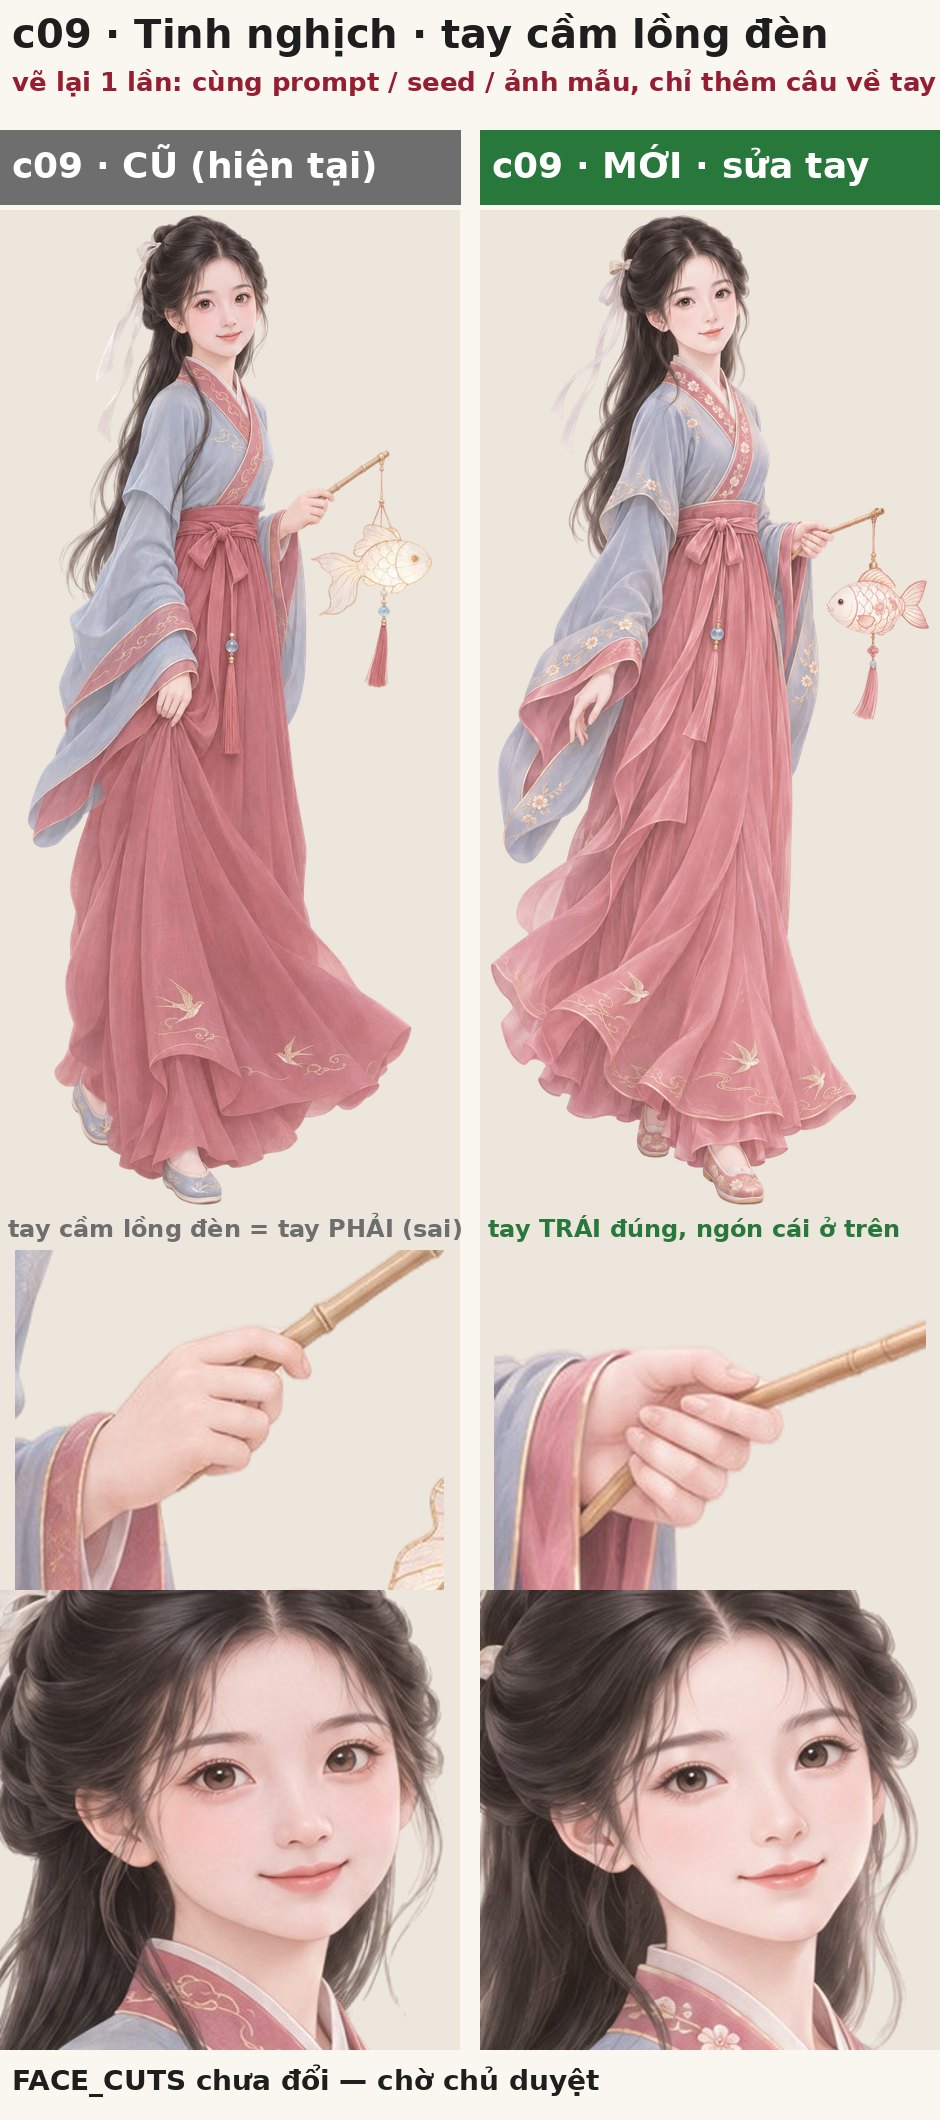 c09 · Tinh nghịch · tay cầm lồng đèn
vẽ lại 1 lần: cùng prompt / seed / ảnh mẫu, chỉ thêm câu về tay
c09 · CŨ (hiện tại)
c09 · MỚI · sửa tay
tay cầm lồng đèn = tay PHẢI (sai)
tay TRÁI đúng, ngón cái ở trên
FACE_CUTS chưa đổi — chờ chủ duyệt